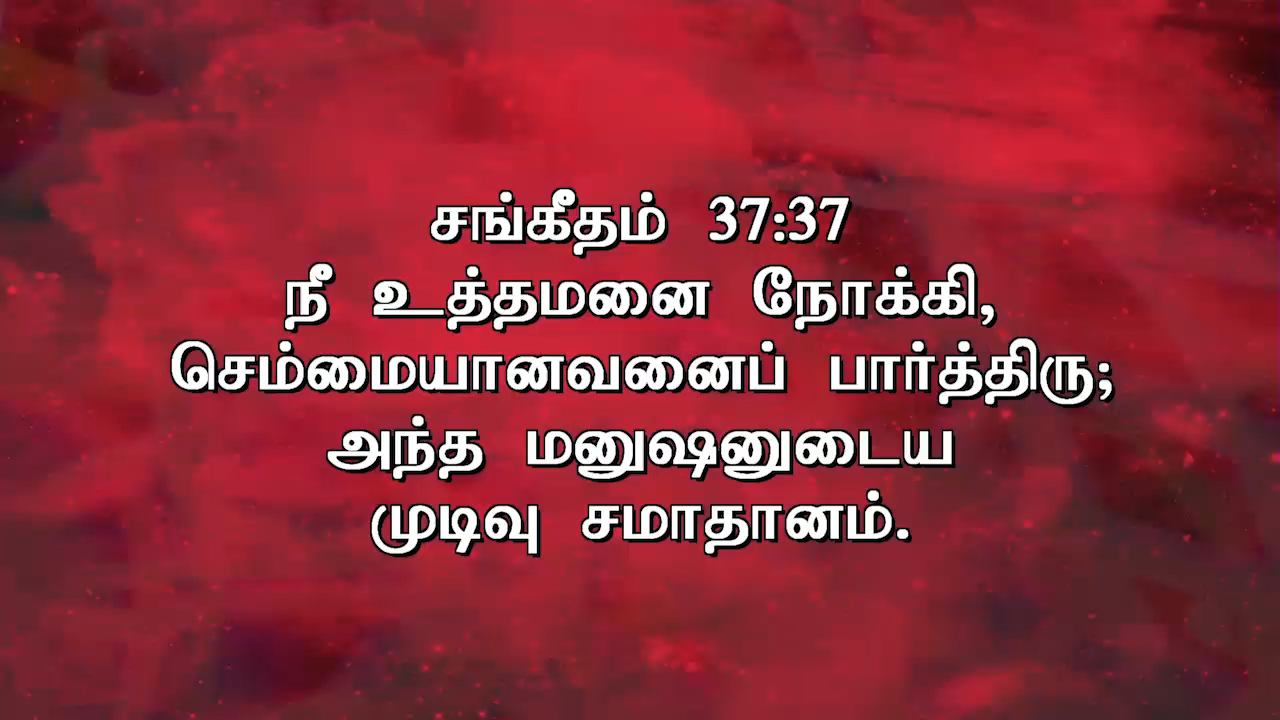 சங்கீதம் 37:37
நீ உத்தமனை நோக்கி,
செம்மையானவனைப் பார்த்திரு;
அந்த மனுஷனுடைய
முடிவு சமாதானம்.